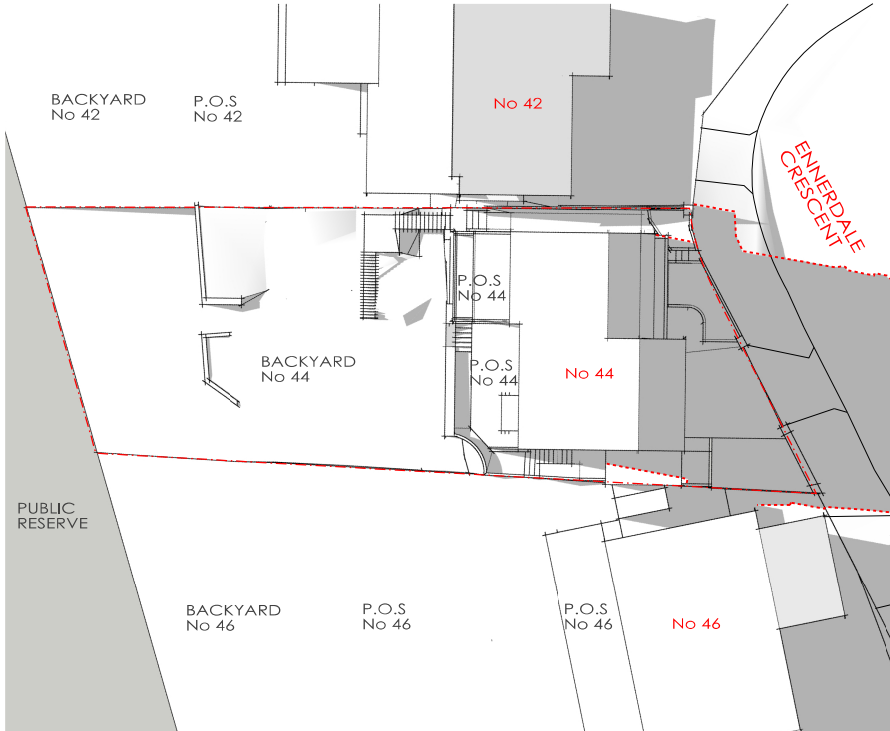 BACKYARD
No 42
P.O.S
No 42
No 42
ENNERDALE
CRESCENT
P.O.S
No 44
BACKYARD
No 44
P.O.S
No 44
No 44
PUBLIC
RESERVE
BACKYARD
No 46
P.O.S
No 46
P.O.S
No 46
No 46